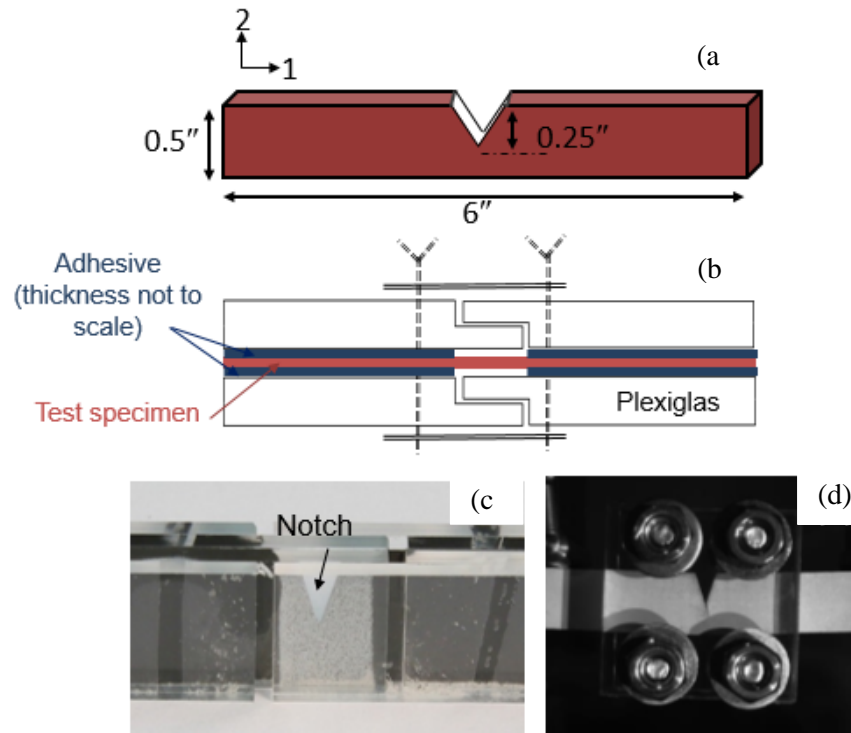 2
1
(a
0.5″
0.25″
6″
Adhesive
(thickness not to
scale)
(b)
Test specimen
Plexiglas
(c)
Notch
(d)